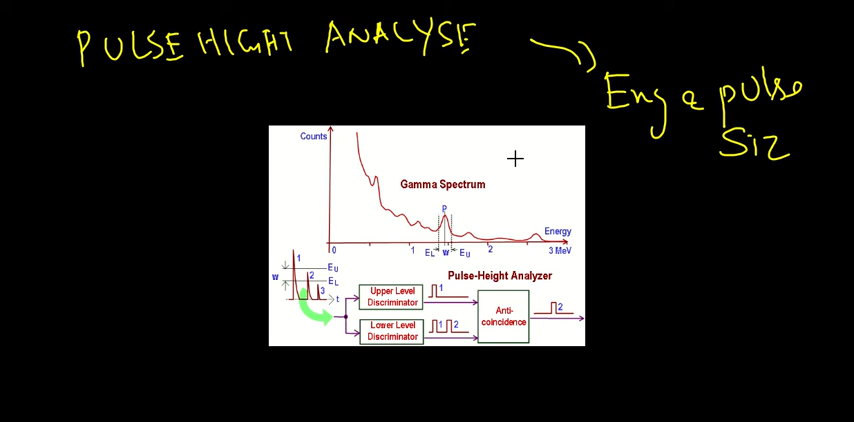 PULSE HIGHT ANALYSE
Eng α pulse
Siz
Counts
Gamma Spectrum
P
Energy
0 1 2 3 MeV
EL w EU
1
EU
w 2
EL
3
t
Pulse-Height Analyzer
Upper Level
Discriminator
1
Lower Level
Discriminator
1 2
Anti-
coincidence
2